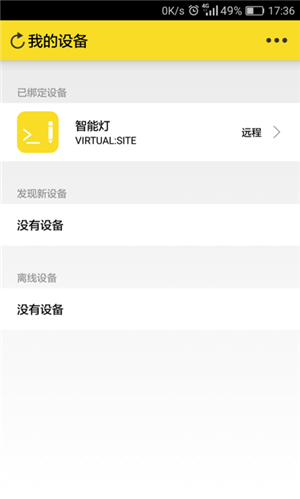 0K/s 4G 49% 17:36
我的设备
已绑定设备
智能灯
VIRTUAL:SITE
远程
发现新设备
没有设备
离线设备
没有设备